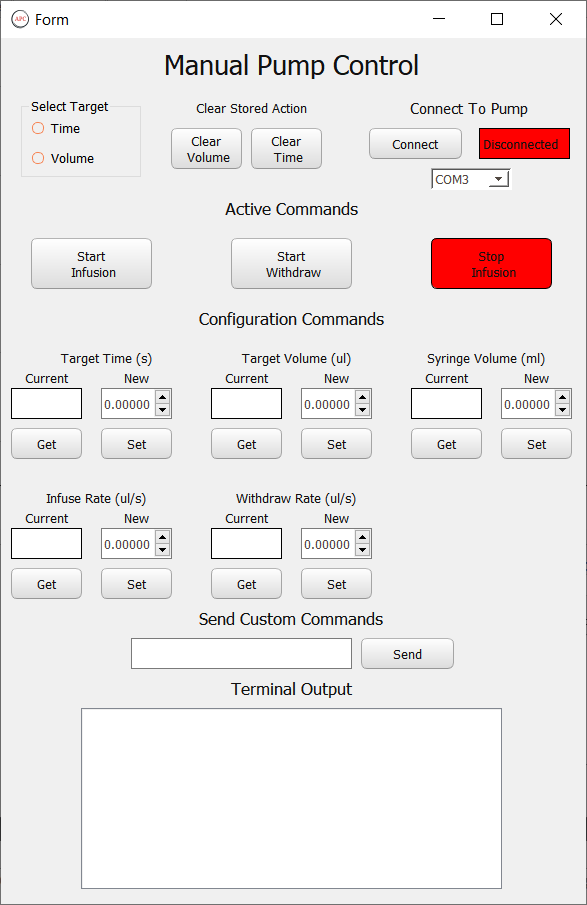 APC Form
Manual Pump Control
Select Target
Time
Volume
Clear Stored Action
Clear
Volume
Clear
Time
Connect To Pump
Connect
Disconnected
COM3
Active Commands
Start
Infusion
Start
Withdraw
Stop
Infusion
Configuration Commands
Target Time (s)
Target Volume (ul)
Syringe Volume (ml)
Current New
Current New
Current New
0.00000
0.00000
0.00000
Get Set
Get Set
Get Set
Infuse Rate (ul/s)
Withdraw Rate (ul/s)
Current New
Current New
0.00000
0.00000
Get Set
Get Set
Send Custom Commands
Send
Terminal Output